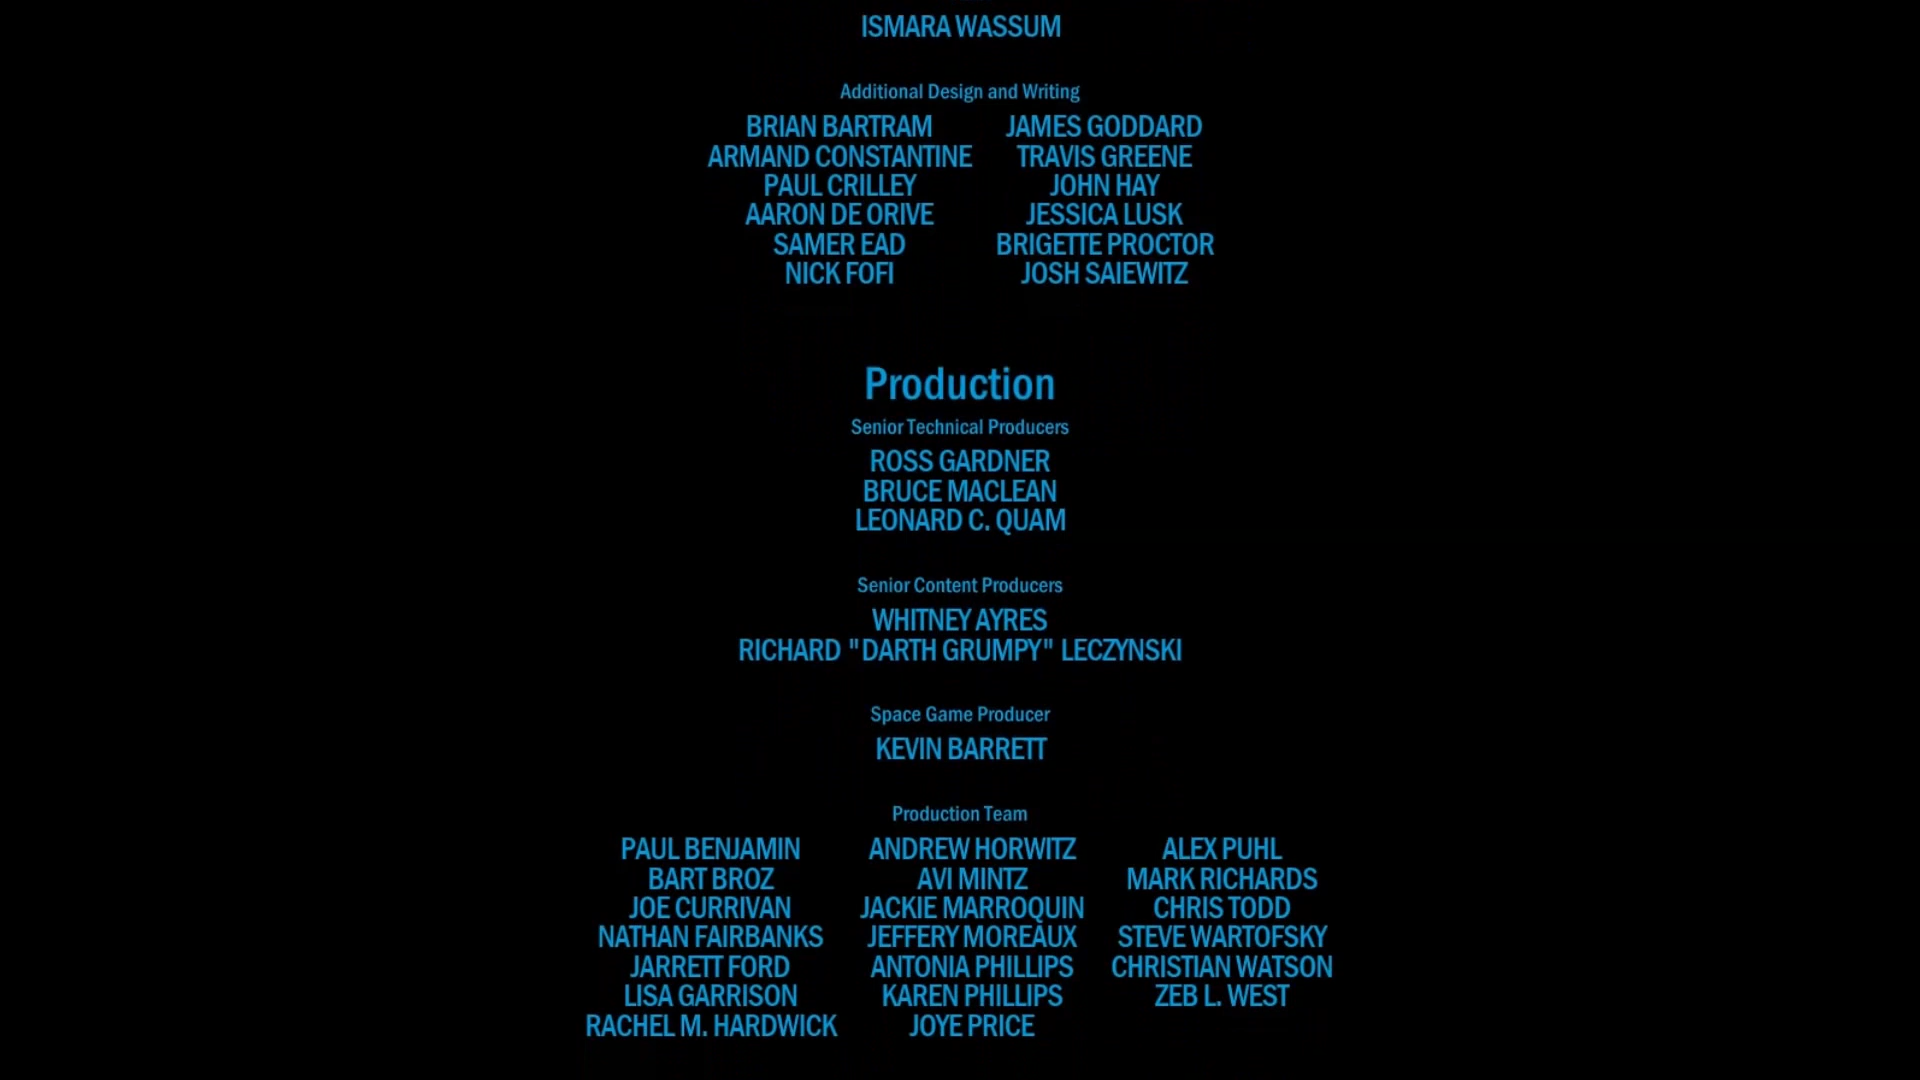 ISMARA WASSUM
Additional Design and Writing
BRIAN BARTRAM JAMES GODDARD
ARMAND CONSTANTINE TRAVIS GREENE
PAUL CRILLEY JOHN HAY
AARON DE ORIVE JESSICA LUSK
SAMER EAD BRIGETTE PROCTOR
NICK FOFI JOSH SAIEWITZ
Production
Senior Technical Producers
ROSS GARDNER
BRUCE MACLEAN
LEONARD C. QUAM
Senior Content Producers
WHITNEY AYRES
RICHARD "DARTH GRUMPY" LECZYNSKI
Space Game Producer
KEVIN BARRETT
Production Team
PAUL BENJAMIN ANDREW HORWITZ ALEX PUHL
BART BROZ AVI MINTZ MARK RICHARDS
JOE CURRIVAN JACKIE MARROQUIN CHRIS TODD
NATHAN FAIRBANKS JEFFERY MOREAUX STEVE WARTOFSKY
JARRETT FORD ANTONIA PHILLIPS CHRISTIAN WATSON
LISA GARRISON KAREN PHILLIPS ZEB L. WEST
RACHEL M. HARDWICK JOYE PRICE